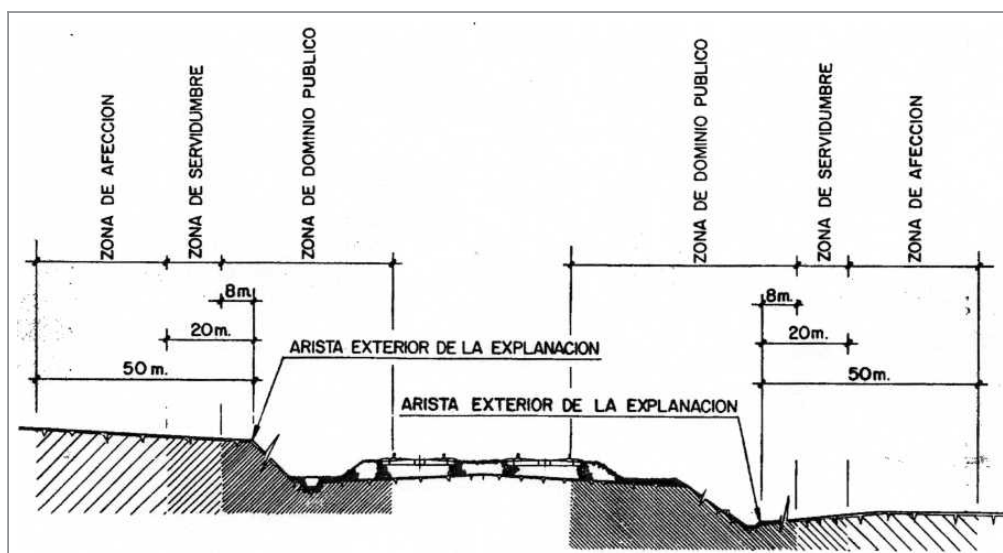 ZONA DE AFECCION
ZONA DE SERVIDUMBRE
ZONA DE DOMINIO PUBLICO
ZONA DE DOMINIO PUBLICO
ZONA DE SERVIDUMBRE
ZONA DE AFECCION
8m.
8m.
20m.
20m.
50m.
50m.
ARISTA EXTERIOR DE LA EXPLANACION
ARISTA EXTERIOR DE LA EXPLANACION